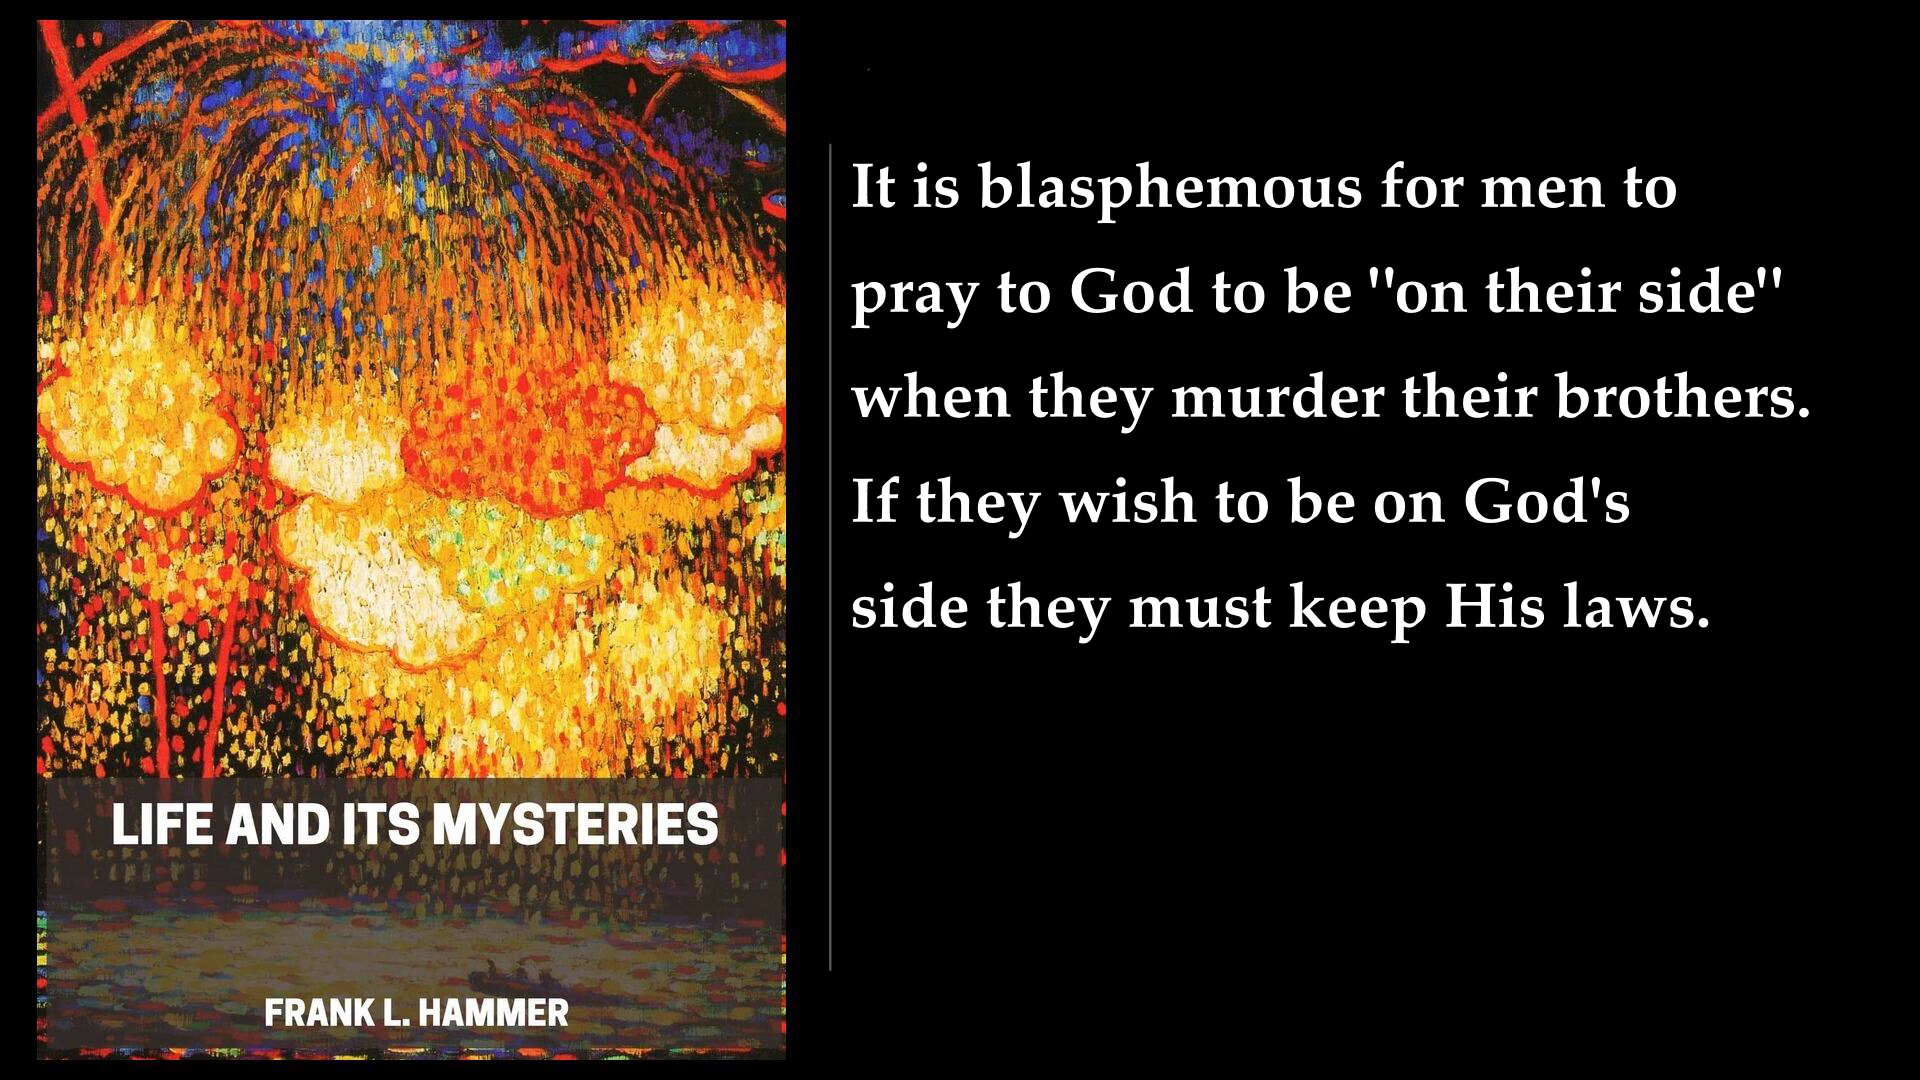 It is blasphemous for men to
pray to God to be "on their side"
when they murder their brothers.
If they wish to be on God's
side they must keep His laws.
LIFE AND ITS MYSTERIES
FRANK L. HAMMER